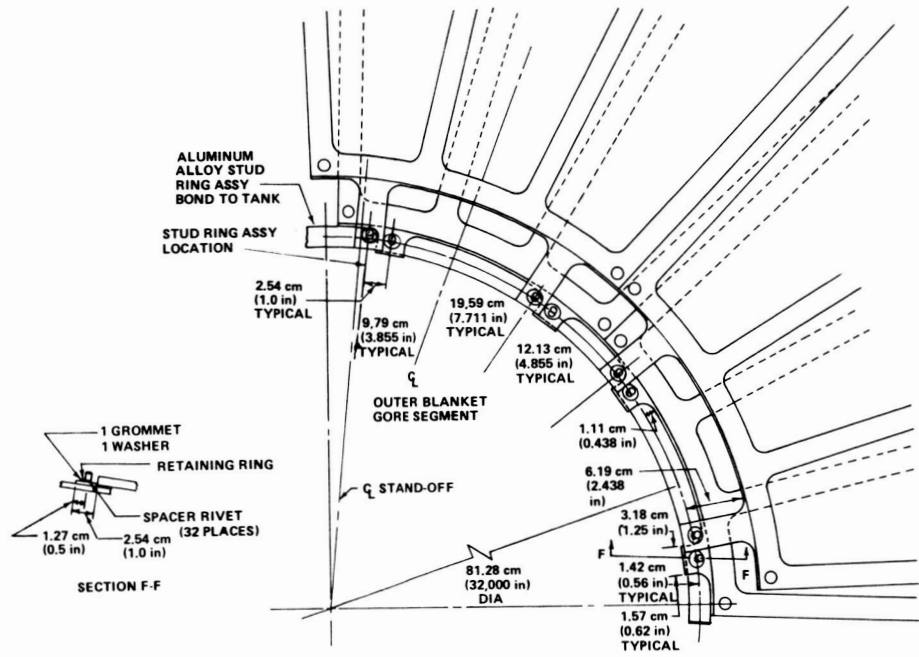 ALUMINUM
ALLOY STUD
RING ASSY
BOND TO TANK
STUD RING ASSY
LOCATION
2.54 cm
(1.0 in)
TYPICAL
9,79 cm
(3.855 in)
TYPICAL
19,59 cm
(7.711 in)
TYPICAL
12.13 cm
(4.855 in)
TYPICAL
℄
OUTER BLANKET
GORE SEGMENT
1.11 cm
(0.438 in)
6.19 cm
(2.438
in)
3.18 cm
(1.25 in)
F
F
1.42 cm
(0.56 in)
TYPICAL
1.57 cm
(0.62 in)
TYPICAL
℄ STAND-OFF
81.28 cm
(32,000 in)
DIA
1 GROMMET
1 WASHER
RETAINING RING
SPACER RIVET
(32 PLACES)
1.27 cm
(0.5 in)
2.54 cm
(1.0 in)
SECTION F-F